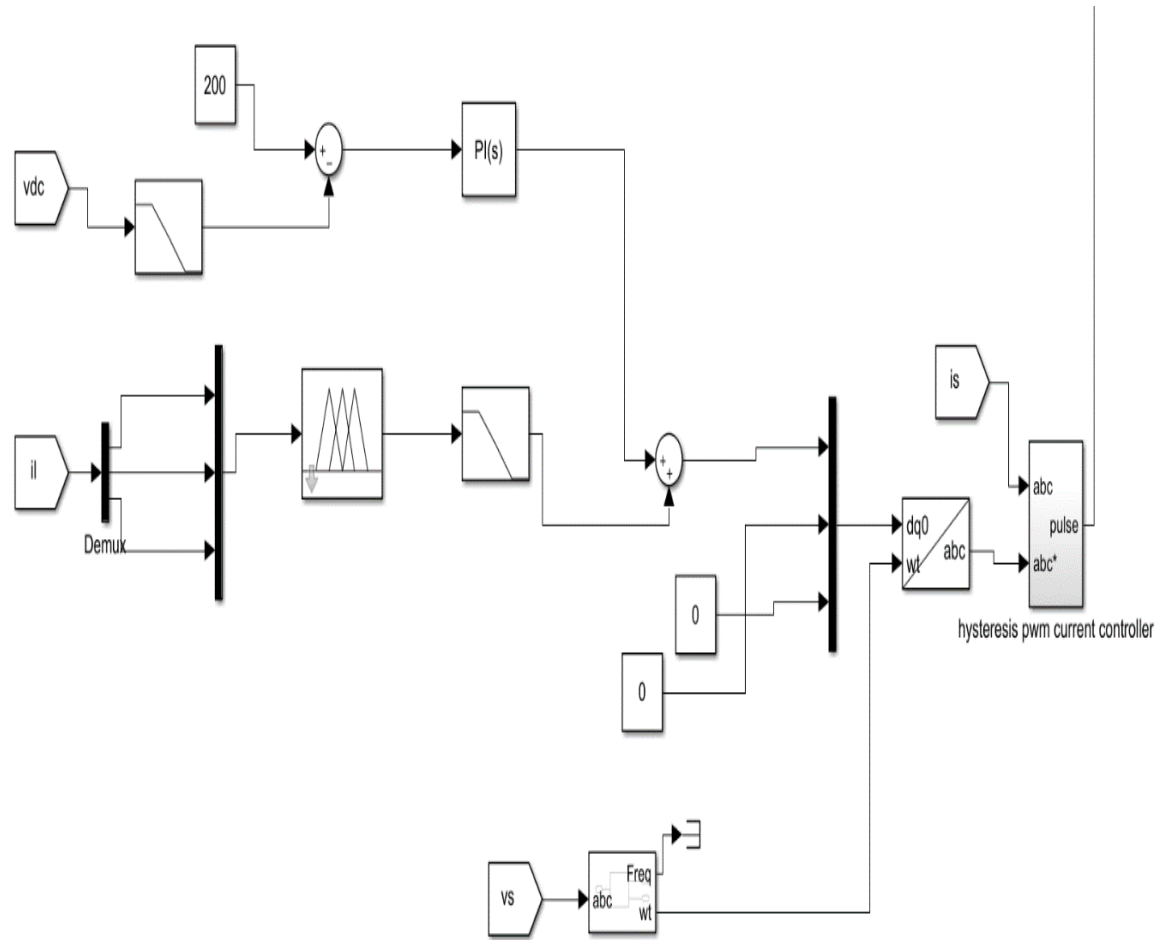 200
vdc
PI(s)
il
Demux
is
abc
pulse
abc*
hysteresis pwm current controller
dq0
wt
abc
0
0
vs
abc
Freq
wt